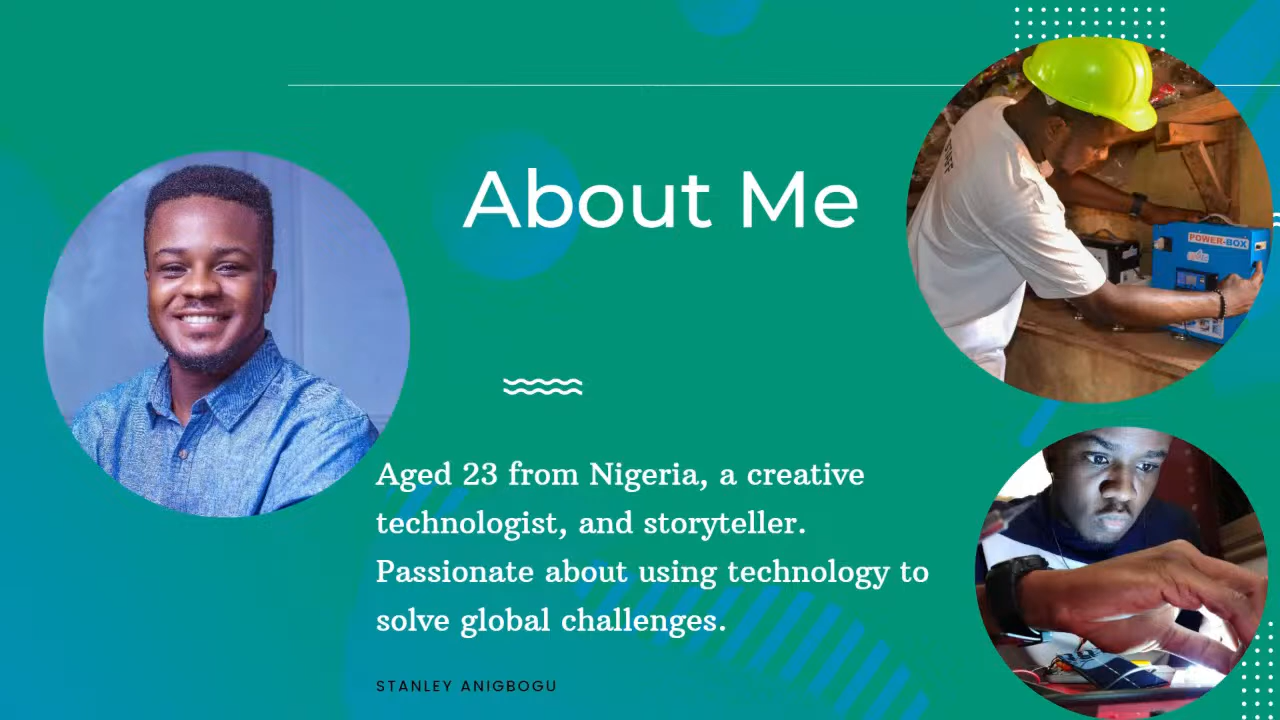 About Me
POWER-BOX
Aged 23 from Nigeria, a creative
technologist, and storyteller.
Passionate about using technology to
solve global challenges.
STANLEY ANIGBOGU